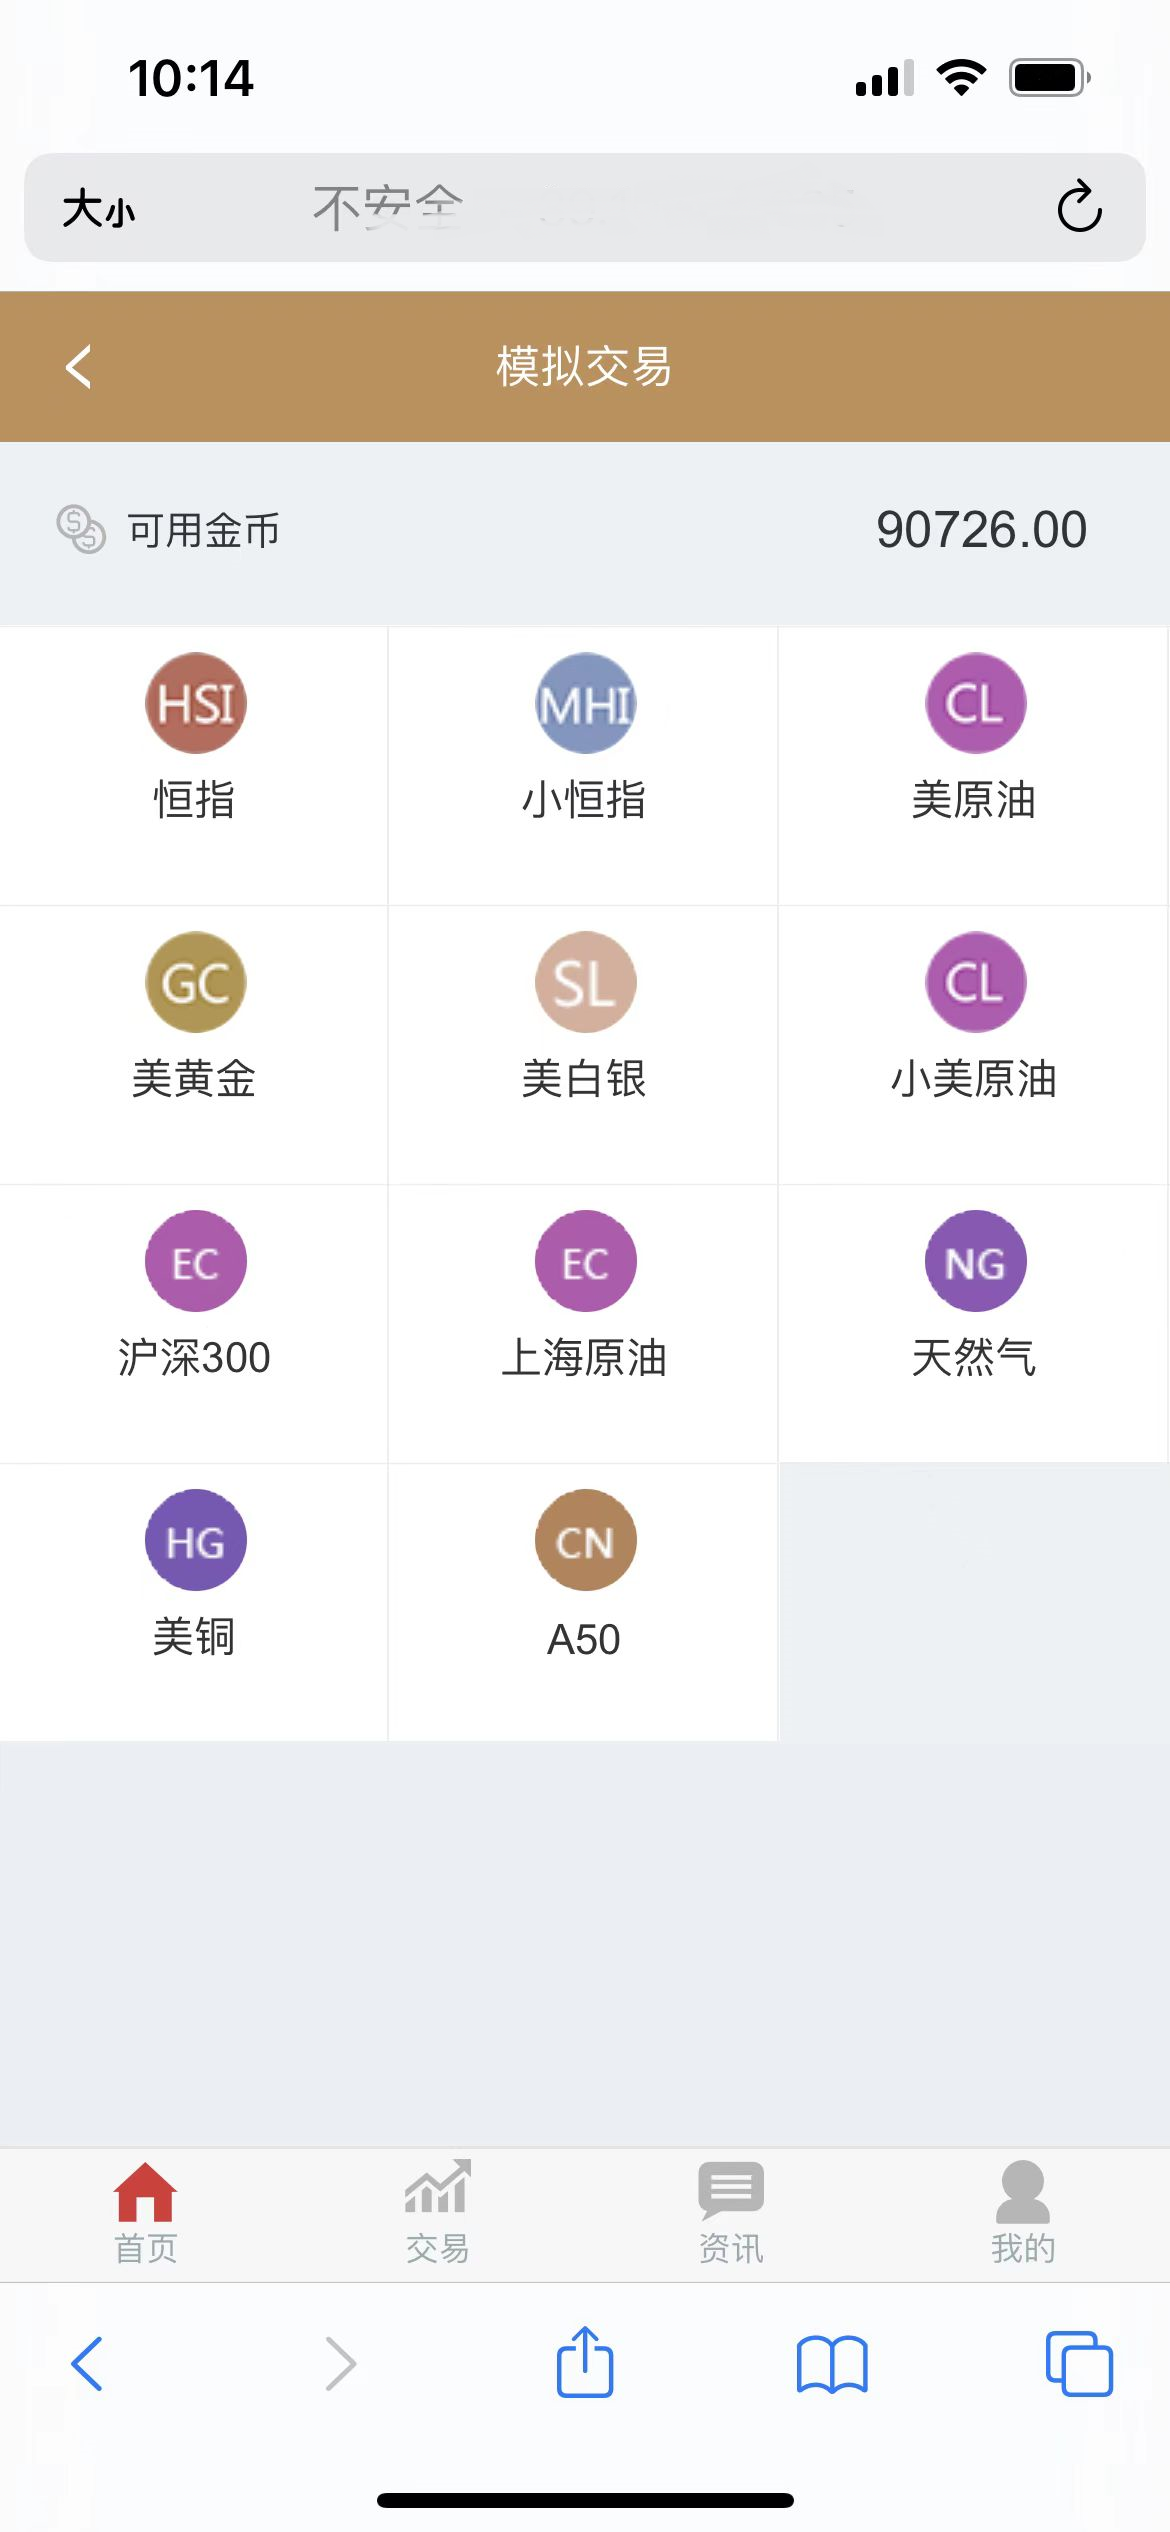 10:14
大小 不安全
模拟交易
可用金币 90726.00
HSI MHI CL
恒指 小恒指 美原油
GC SL CL
美黄金 美白银 小美原油
EC EC NG
沪深300 上海原油 天然气
HG CN
美铜 A50
首页 交易 资讯 我的